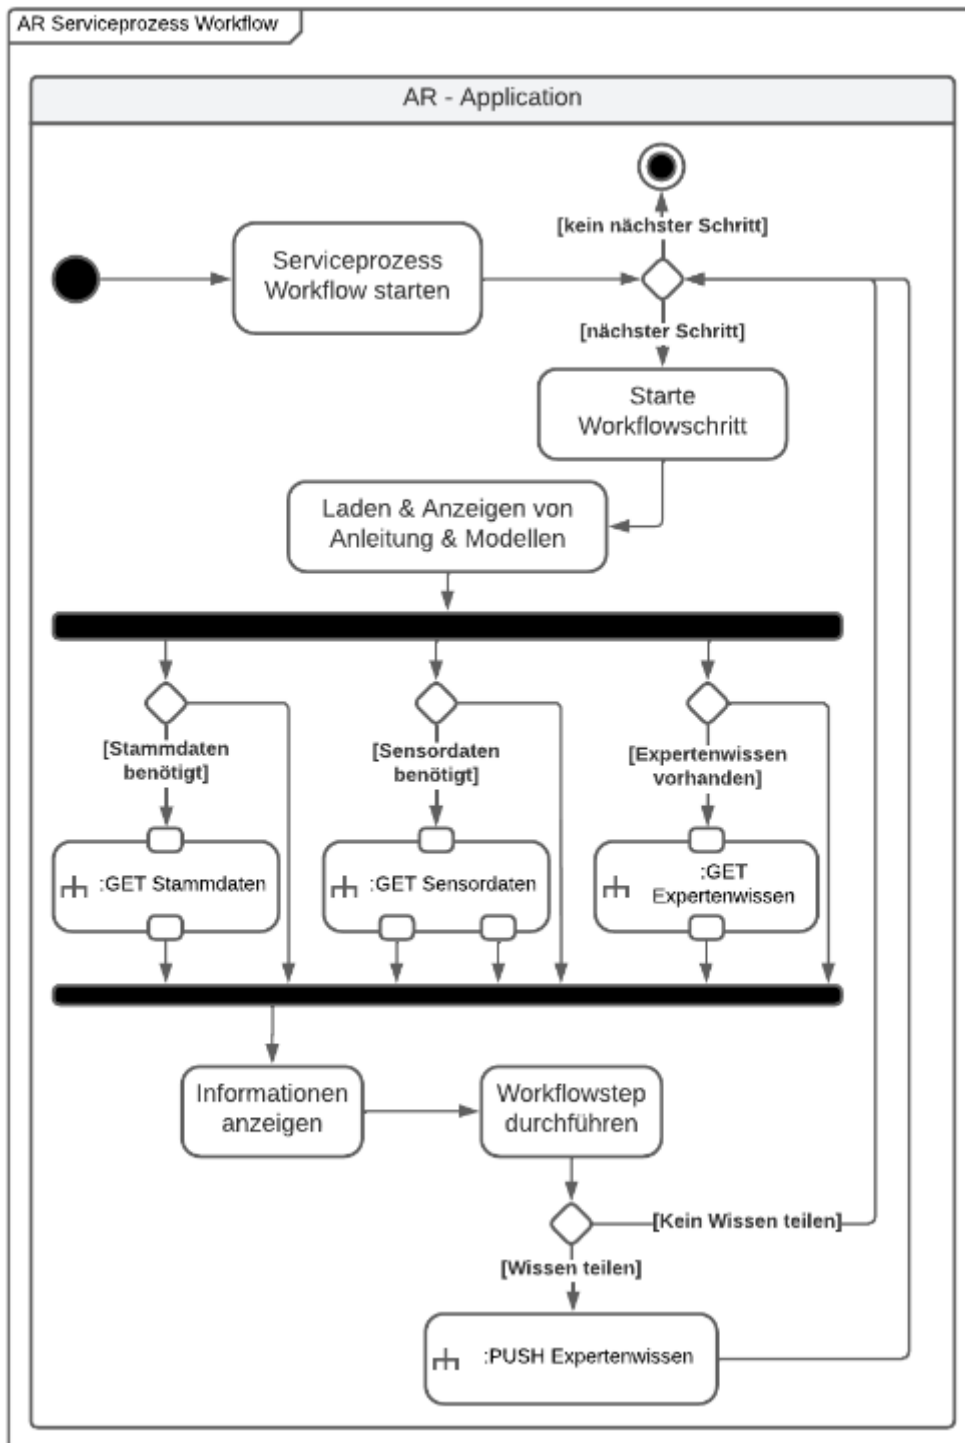 AR Serviceprozess Workflow
AR - Application
[kein nächster Schritt]
Serviceprozess
Workflow starten
[nächster Schritt]
Starte
Workflowschritt
Laden & Anzeigen von
Anleitung & Modellen
[Stammdaten
benötigt]
[Sensordaten
benötigt]
[Expertenwissen
vorhanden]
:GET Stammdaten
:GET Sensordaten
:GET
Expertenwissen
Informationen
anzeigen
Workflowstep
durchführen
[Kein Wissen teilen]
[Wissen teilen]
:PUSH Expertenwissen